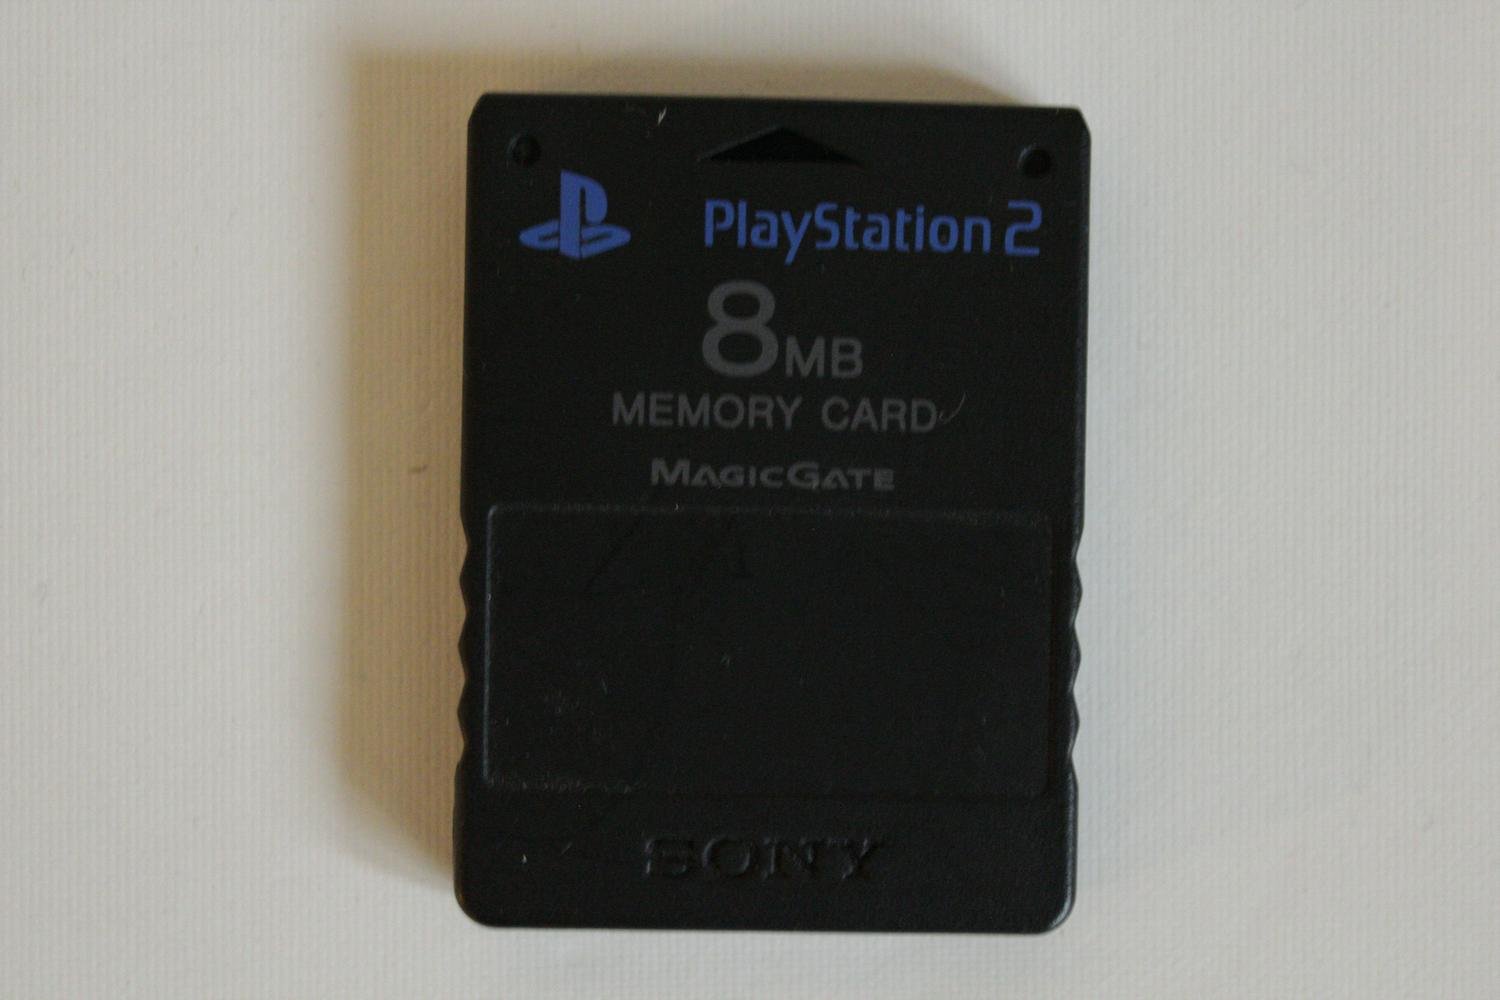 PlayStation 2
8MB
MEMORY CARD
MAGICGATE
SONY